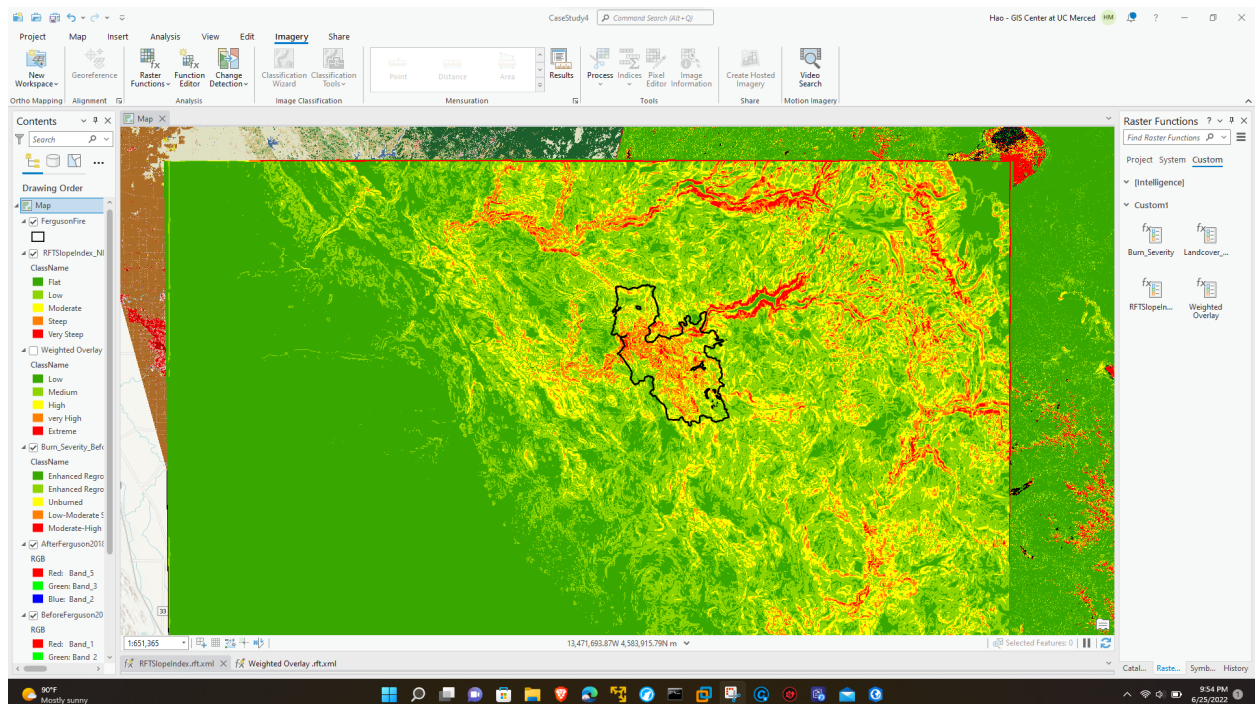 CaseStudy4
Command Search (Alt+Q)
Hao - GIS Center at UC Merced
HM
?
Project Map Insert Analysis View Edit Imagery Share
New Workspace
Georeference
Raster Functions
Function Editor
Change Detection
Classification Wizard
Classification Tools
Point
Distance
Area
Results
Process
Indices
Pixel Editor
Image Information
Create Hosted Imagery
Video Search
Ortho Mapping
Alignment
Analysis
Image Classification
Mensuration
Tools
Share
Motion Imagery
Contents
Search
Drawing Order
Map
FergusonFire
RFTSlopeIndex_NI
ClassName
Flat
Low
Moderate
Steep
Very Steep
Weighted Overlay
ClassName
Low
Medium
High
very High
Extreme
Burn_Severity_Befo
ClassName
Enhanced Regro
Enhanced Regro
Unburned
Low-Moderate S
Moderate-High
AfterFerguson2018
RGB
Red: Band_5
Green: Band_3
Blue: Band_2
BeforeFerguson20
RGB
Red: Band_1
Green: Band 2
Map
33
1:651,365
13,471,693.87W 4,583,915.79N m
Selected Features: 0
RFTSlopeIndex.rft.xml
Weighted Overlay .rft.xml
Raster Functions
?
Find Raster Functions
Project System Custom
[Intelligence]
Custom1
Burn_Severity
Landcover_...
RFTSlopeIn...
Weighted Overlay
Catal... Raste... Symb... History
90°F
Mostly sunny
9:54 PM
6/25/2022
1